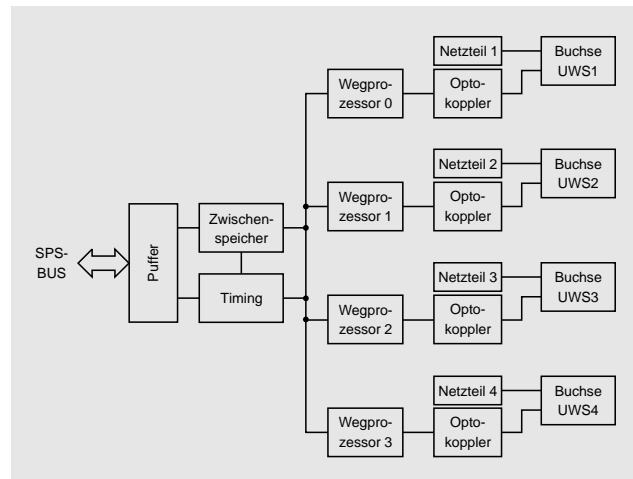 Netzteil 1
Buchse
UWS1
Wegpro-
zessor 0
Opto-
koppler
Netzteil 2
Buchse
UWS2
Wegpro-
zessor 1
Opto-
koppler
SPS-
BUS
Puffer
Zwischen-
speicher
Timing
Netzteil 3
Buchse
UWS3
Wegpro-
zessor 2
Opto-
koppler
Netzteil 4
Buchse
UWS4
Wegpro-
zessor 3
Opto-
koppler